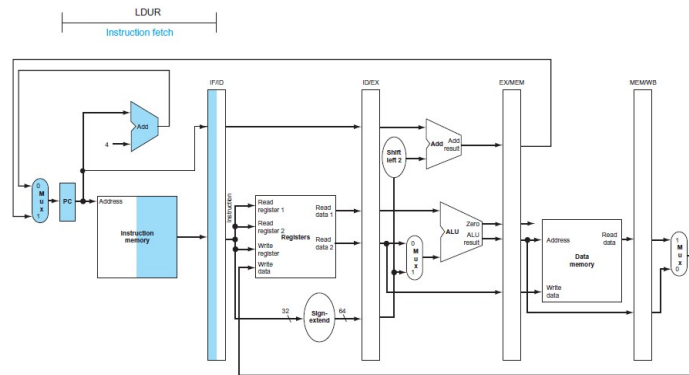 LDUR
Instruction fetch
IF/ID
ID/EX
EX/MEM
MEM/WB
Add
4
Add Add
result
Shift
left 2
0
M
u
x
1
PC
Address
Instruction
memory
Instruction
Read
register 1
Read
register 2
Write
register
Write
data
Registers
Read
data 1
Read
data 2
0
M
u
x
1
Zero
ALU ALU
result
Address
Write
data
Data
memory
Read
data
1
M
u
x
0
32
Sign-
extend
64